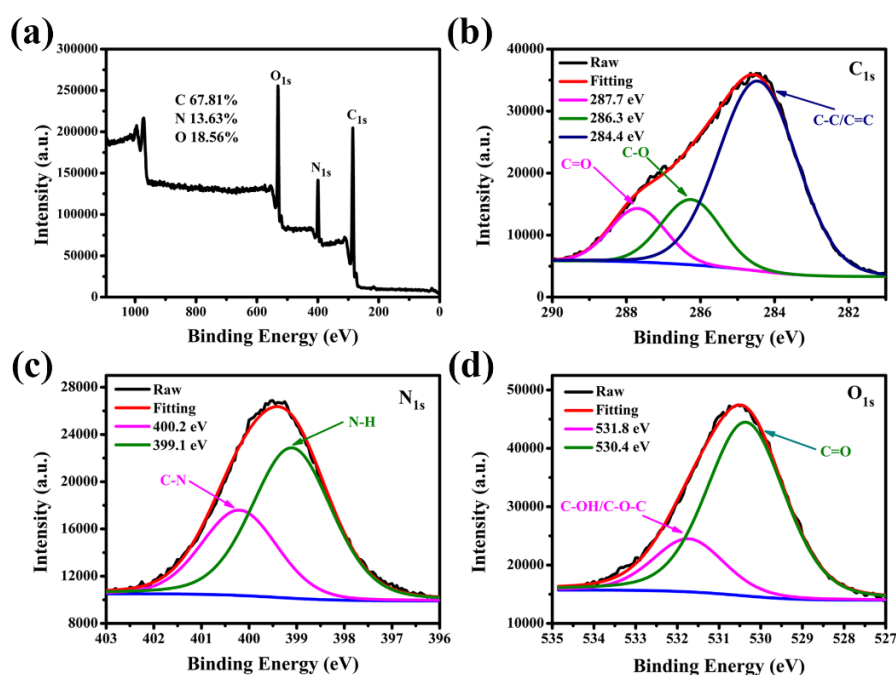 (a)
300000
250000
200000
150000
100000
50000
0
Intensity (a.u.)
C 67.81%
N 13.63%
O 18.56%
O1s
N1s
C1s
1000 800 600 400 200 0
Binding Energy (eV)
(b)
40000
30000
20000
10000
0
Intensity (a.u.)
Raw
Fitting
287.7 eV
286.3 eV
284.4 eV
C1s
C-C/C=C
C-O
C=O
290 288 286 284 282
Binding Energy (eV)
(c)
28000
24000
20000
16000
12000
8000
Intensity (a.u.)
Raw
Fitting
400.2 eV
399.1 eV
N1s
N-H
C-N
403 402 401 400 399 398 397 396
Binding Energy (eV)
(d)
50000
40000
30000
20000
10000
Intensity (a.u.)
Raw
Fitting
531.8 eV
530.4 eV
O1s
C=O
C-OH/C-O-C
535 534 533 532 531 530 529 528 527
Binding Energy (eV)